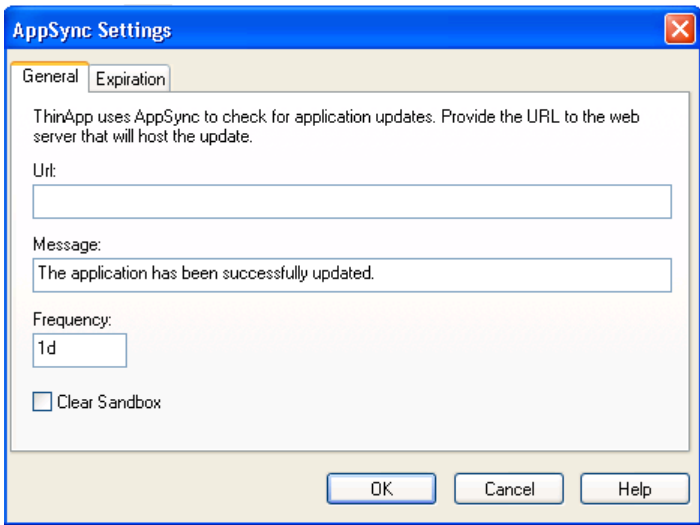 AppSync Settings
General
Expiration
ThinApp uses AppSync to check for application updates. Provide the URL to the web
server that will host the update.
Url:
Message:
The application has been successfully updated.
Frequency:
1d
Clear Sandbox
OK
Cancel
Help